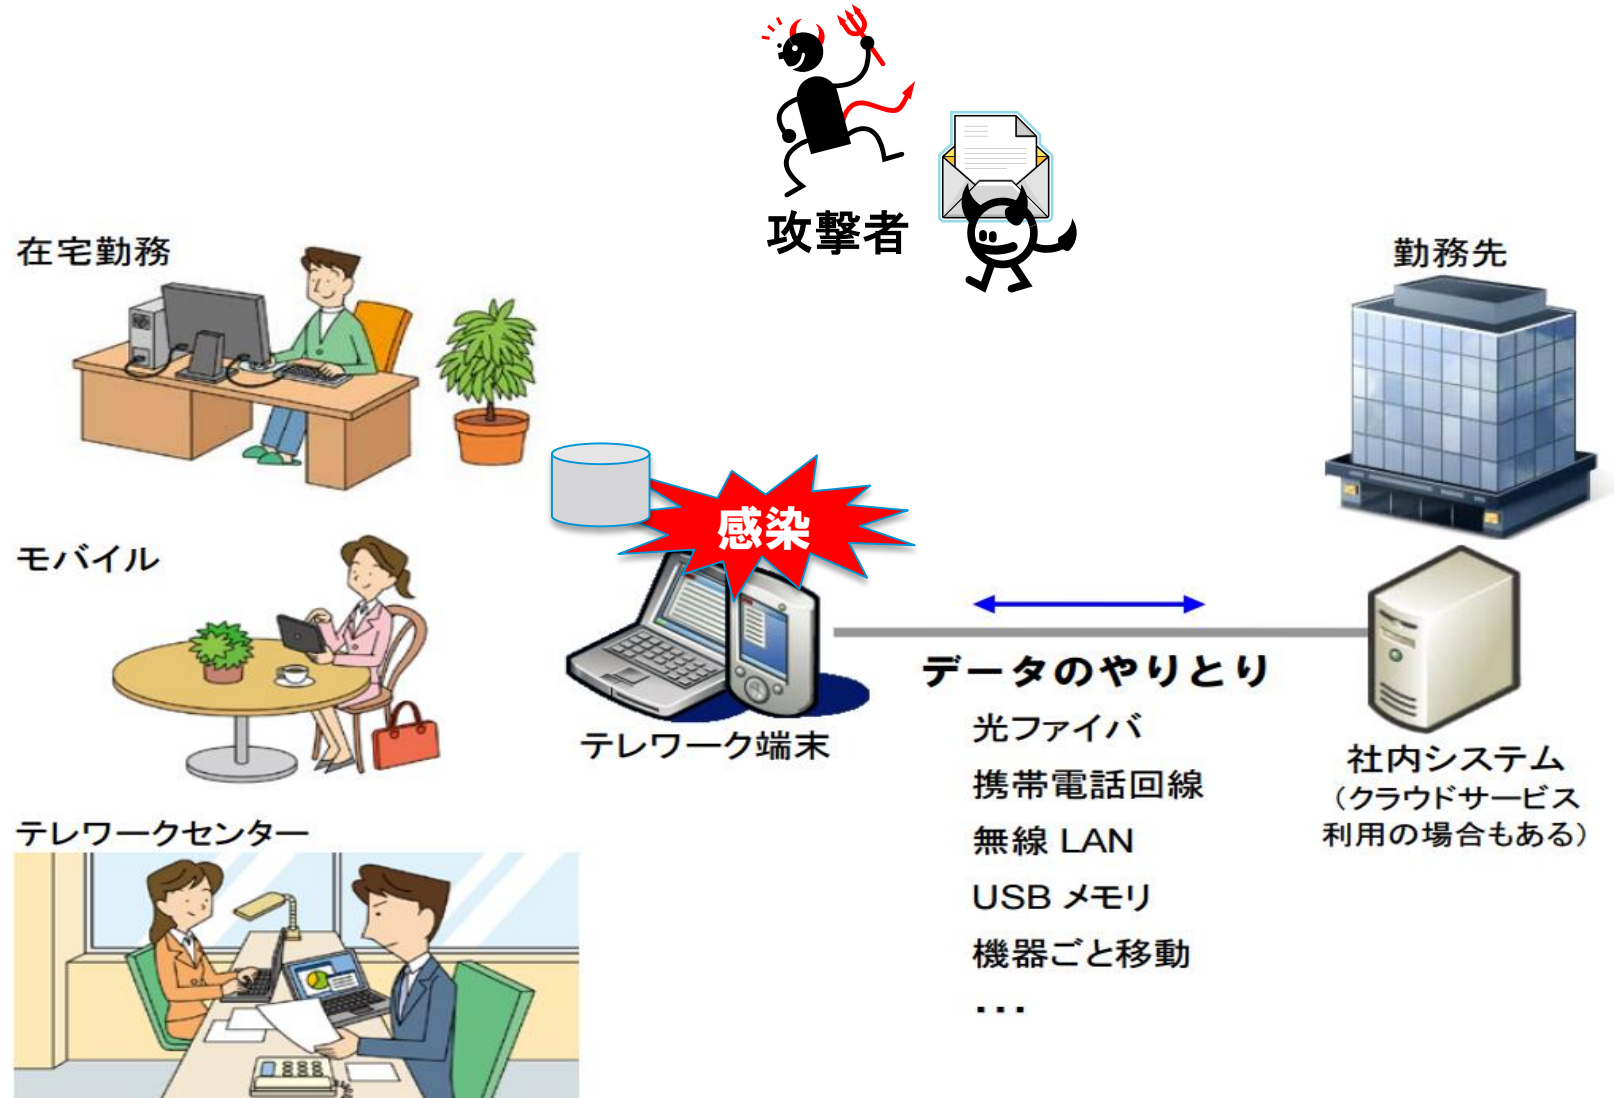 攻撃者
在宅勤務
勤務先
感染
モバイル
データのやりとり
テレワーク端末
光ファイバ
携帯電話回線
無線 LAN
USB メモリ
機器ごと移動
・・・
社内システム
（クラウドサービス
利用の場合もある）
テレワークセンター